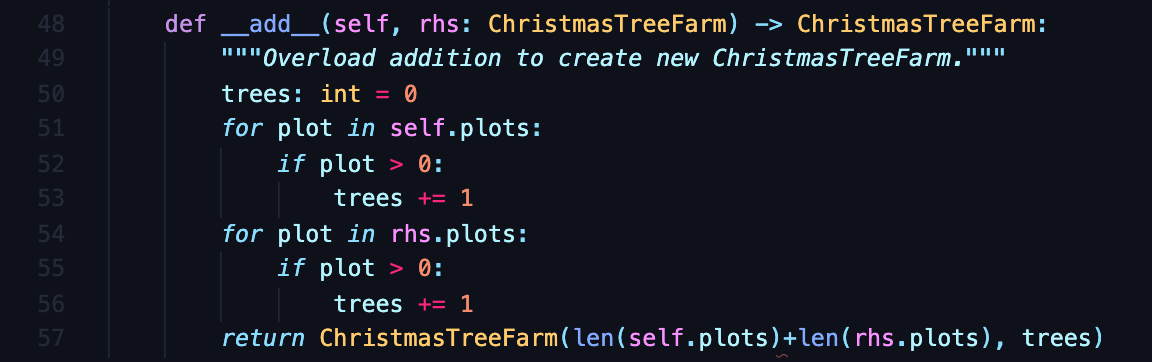 48 def __add__(self, rhs: ChristmasTreeFarm) -> ChristmasTreeFarm:
49 """Overload addition to create new ChristmasTreeFarm."""
50 trees: int = 0
51 for plot in self.plots:
52 if plot > 0:
53 trees += 1
54 for plot in rhs.plots:
55 if plot > 0:
56 trees += 1
57 return ChristmasTreeFarm(len(self.plots)+len(rhs.plots), trees)